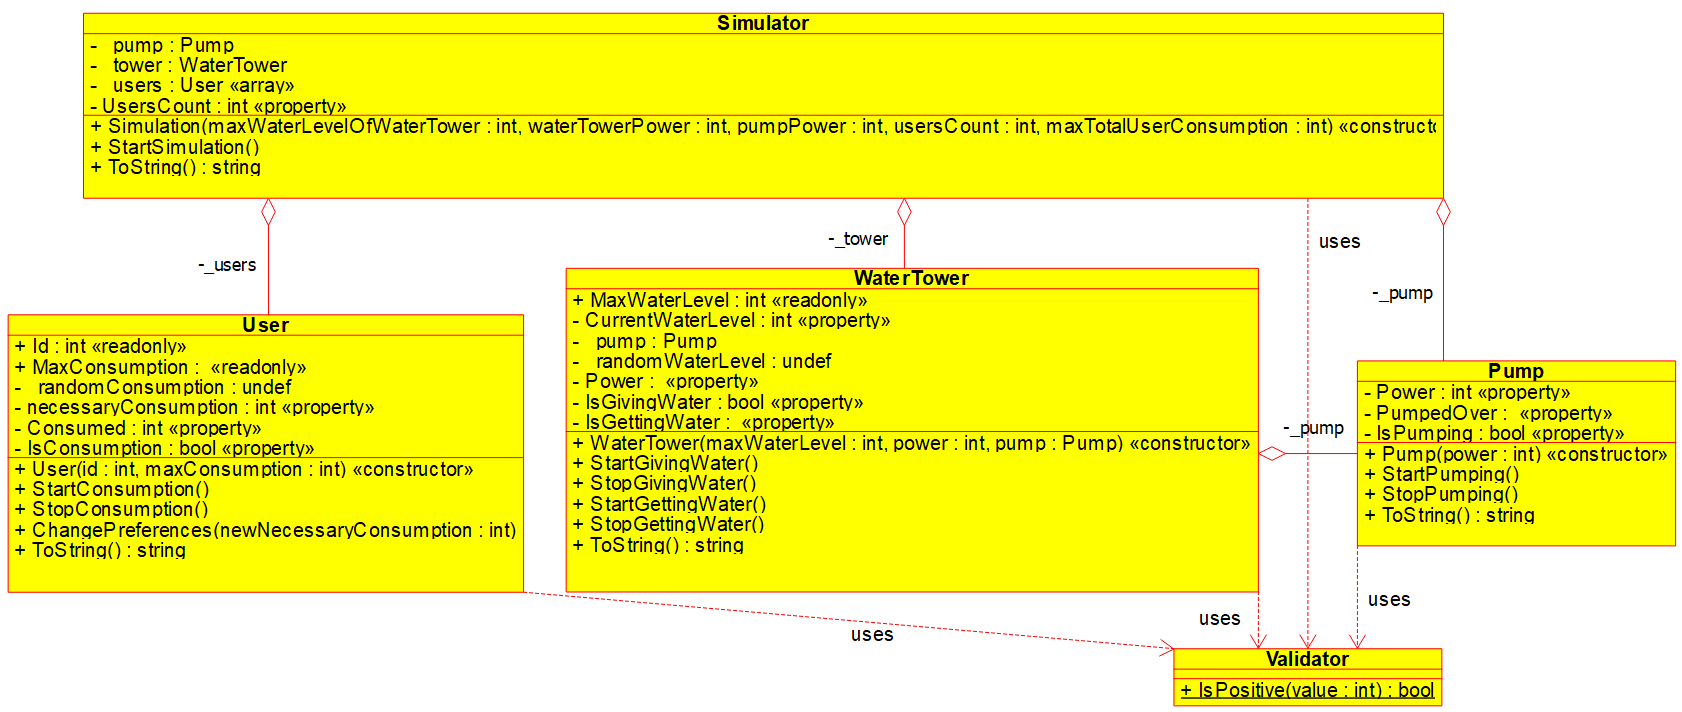 Simulator
-   pump : Pump
-   tower : WaterTower
-   users : User «array»
- UsersCount : int «property»
+ Simulation(maxWaterLevelOfWaterTower : int, waterTowerPower : int, pumpPower : int, usersCount : int, maxTotalUserConsumption : int) «constructo
+ StartSimulation()
+ ToString() : string
-_users
-_tower
uses
-_pump
User
+ Id : int «readonly»
+ MaxConsumption :  «readonly»
-   randomConsumption : undef
- necessaryConsumption : int «property»
- Consumed : int «property»
- IsConsumption : bool «property»
+ User(id : int, maxConsumption : int) «constructor»
+ StartConsumption()
+ StopConsumption()
+ ChangePreferences(newNecessaryConsumption : int)
+ ToString() : string
WaterTower
+ MaxWaterLevel : int «readonly»
- CurrentWaterLevel : int «property»
-   pump : Pump
-   randomWaterLevel : undef
- Power :  «property»
- IsGivingWater : bool «property»
- IsGettingWater :  «property»
+ WaterTower(maxWaterLevel : int, power : int, pump : Pump) «constructor»
+ StartGivingWater()
+ StopGivingWater()
+ StartGettingWater()
+ StopGettingWater()
+ ToString() : string
-_pump
Pump
- Power : int «property»
- PumpedOver :  «property»
- IsPumping : bool «property»
+ Pump(power : int) «constructor»
+ StartPumping()
+ StopPumping()
+ ToString() : string
uses
uses
uses
Validator
+ IsPositive(value : int) : bool